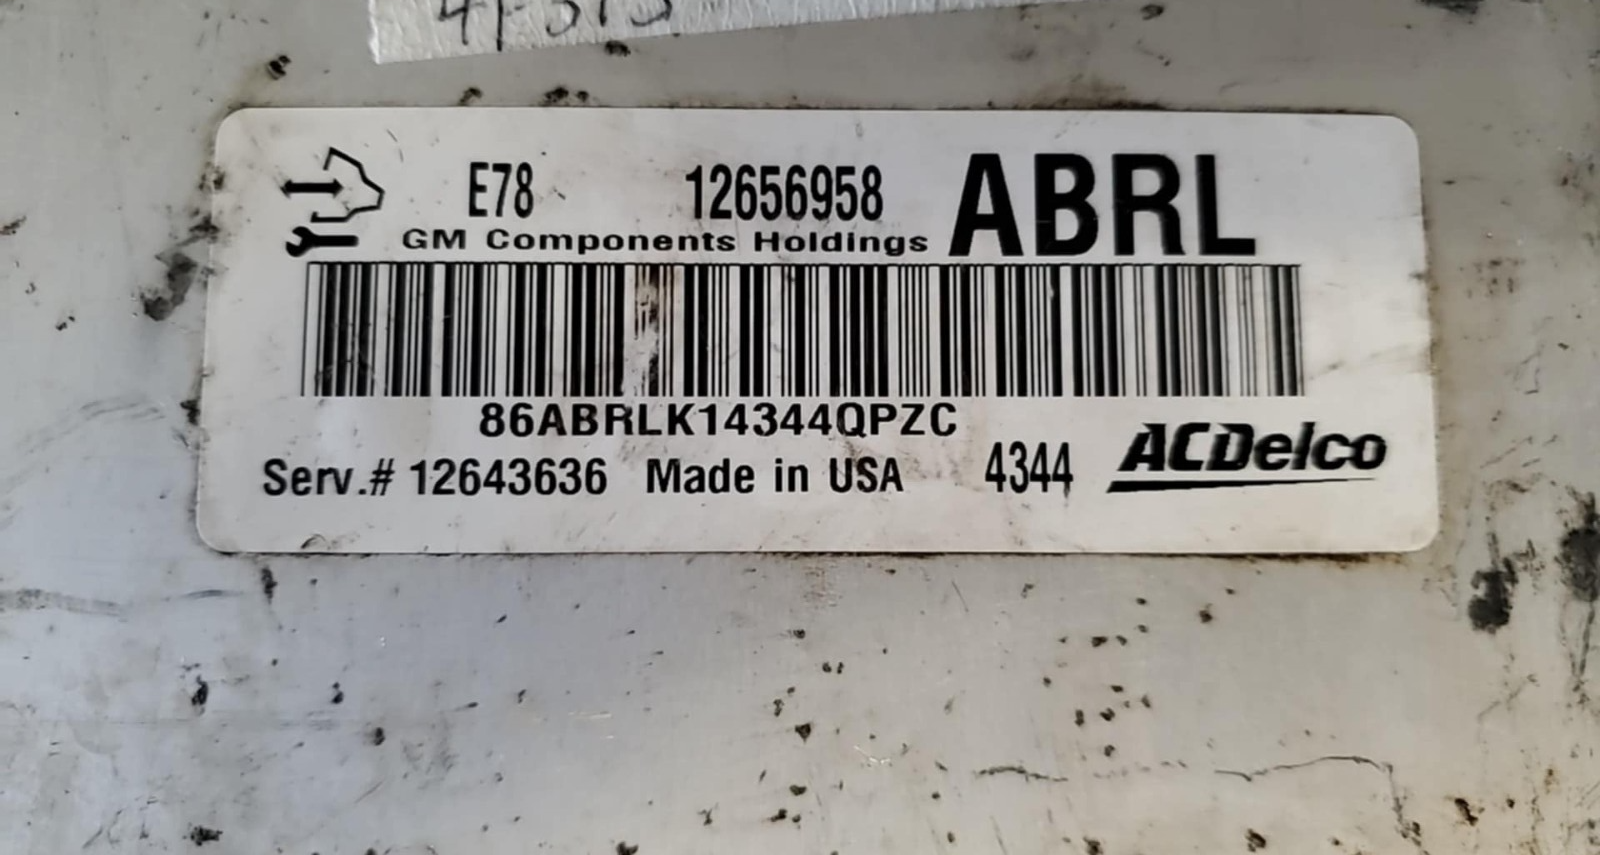 E78 12656958 ABRL
GM Components Holdings
86ABRLK14344QPZC
Serv.# 12643636 Made in USA 4344 ACDelco